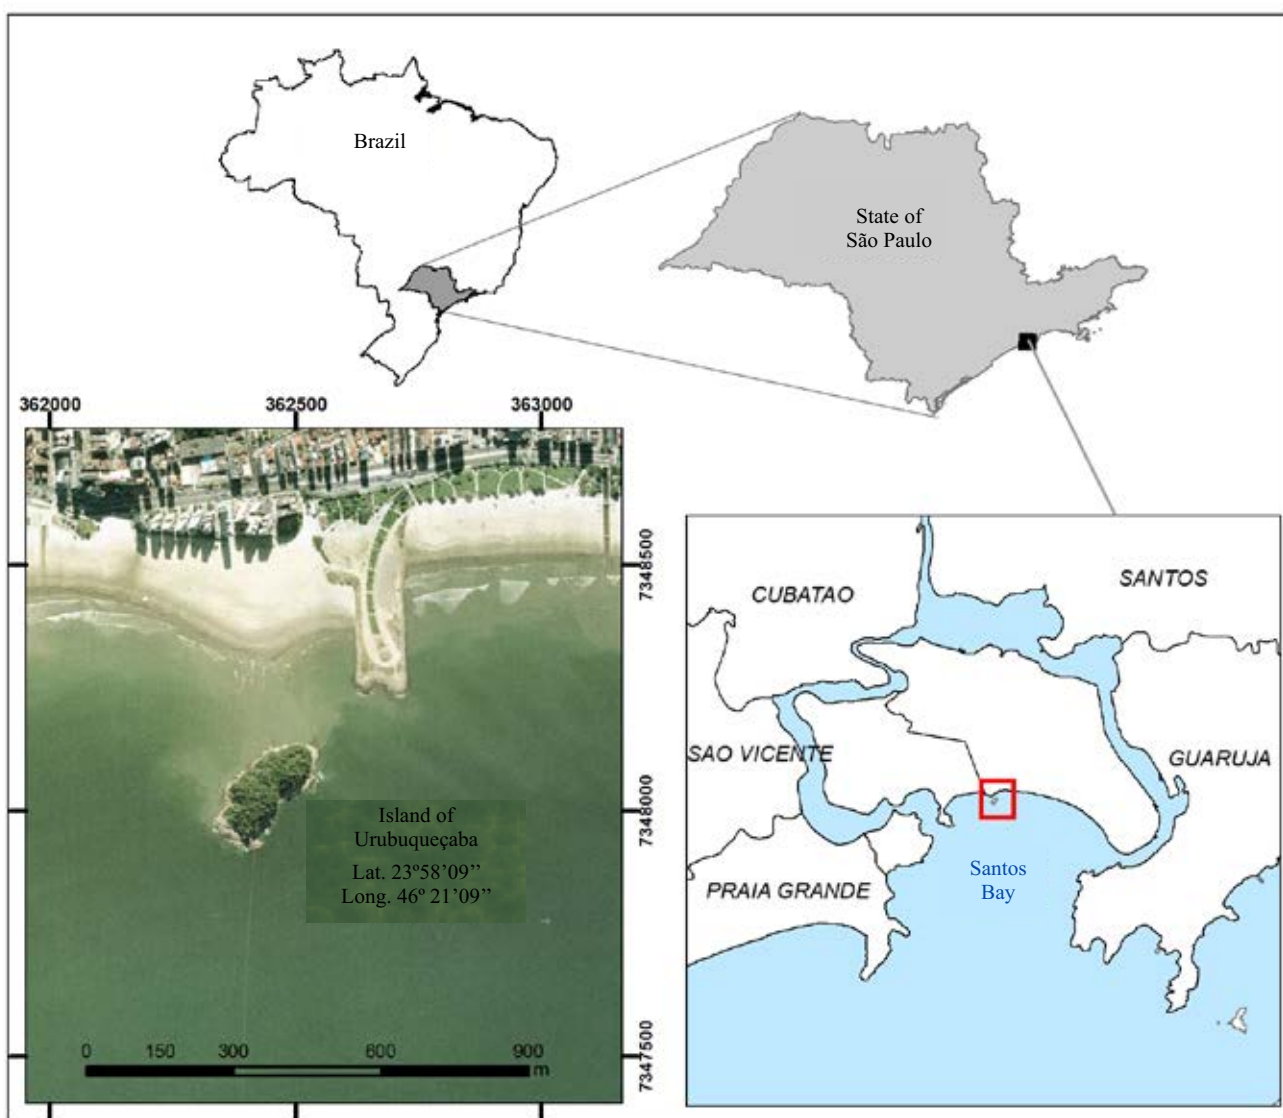 Brazil
State of
São Paulo
362000
362500
363000
7348500
7348000
7347500
Island of
Urubuqueçaba
Lat. 23º58’09’’
Long. 46º 21’09’’
0
150
300
600
900
m
CUBATAO
SANTOS
SAO VICENTE
GUARUJA
PRAIA GRANDE
Santos
Bay